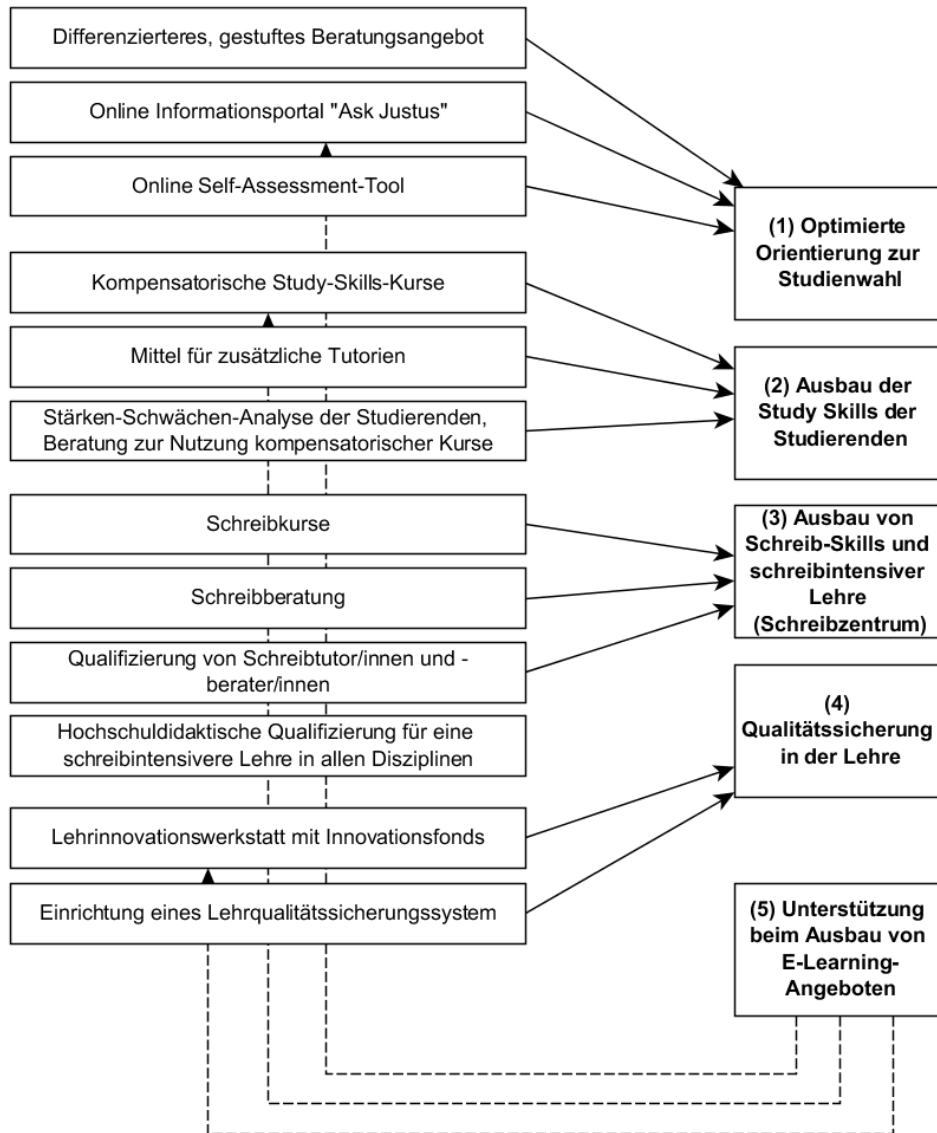 Differenzierteres, gestuftes Beratungsangebot
Online Informationsportal "Ask Justus"
Online Self-Assessment-Tool
Kompensatorische Study-Skills-Kurse
Mittel für zusätzliche Tutorien
Stärken-Schwächen-Analyse der Studierenden,
Beratung zur Nutzung kompensatorischer Kurse
Schreibkurse
Schreibberatung
Qualifizierung von Schreibtutor/innen und -
berater/innen
Hochschuldidaktische Qualifizierung für eine
schreibintensivere Lehre in allen Disziplinen
Lehrinnovationswerkstatt mit Innovationsfonds
Einrichtung eines Lehrqualitätssicherungssystem
(1) Optimierte
Orientierung zur
Studienwahl
(2) Ausbau der
Study Skills der
Studierenden
(3) Ausbau von
Schreib-Skills und
schreibintensiver
Lehre
(Schreibzentrum)
(4)
Qualitätssicherung
in der Lehre
(5) Unterstützung
beim Ausbau von
E-Learning-
Angeboten